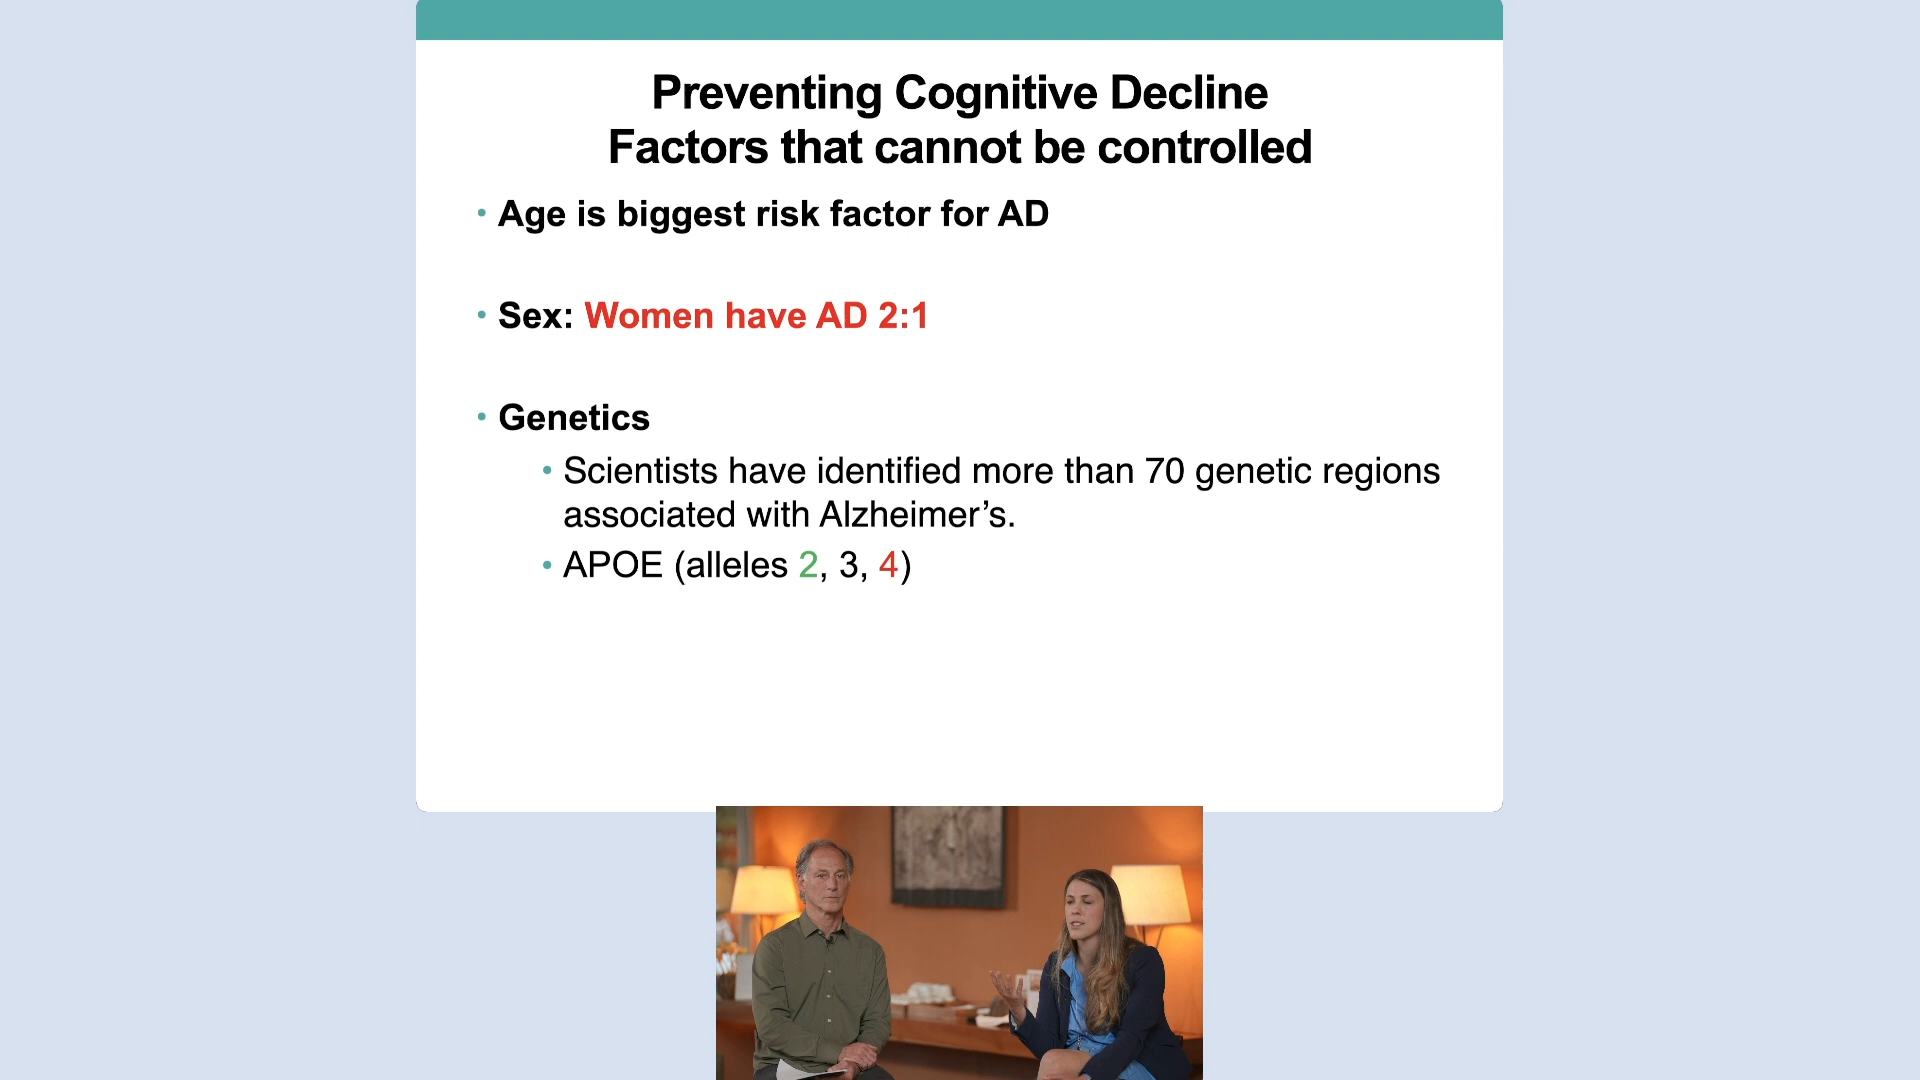 Preventing Cognitive Decline
Factors that cannot be controlled
• Age is biggest risk factor for AD
• Sex: Women have AD 2:1
• Genetics
• Scientists have identified more than 70 genetic regions
associated with Alzheimer’s.
• APOE (alleles 2, 3, 4)